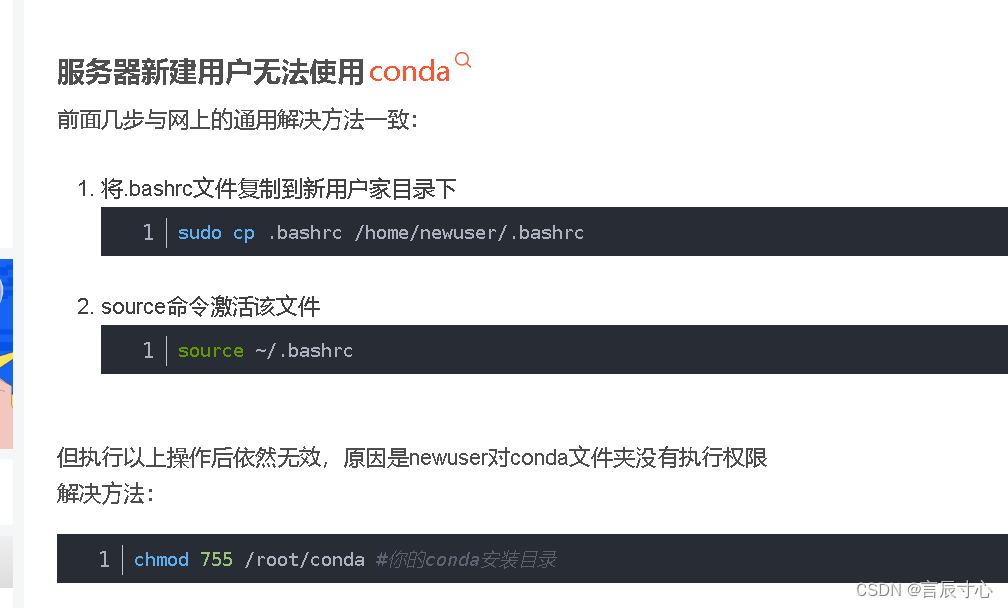 服务器新建用户无法使用conda
前面几步与网上的通用解决方法一致：
1. 将.bashrc文件复制到新用户家目录下
1 sudo cp .bashrc /home/newuser/.bashrc
2. source命令激活该文件
1 source ~/.bashrc
但执行以上操作后依然无效，原因是newuser对conda文件夹没有执行权限
解决方法：
1 chmod 755 /root/conda #你的conda安装目录
CSDN @言辰寸心